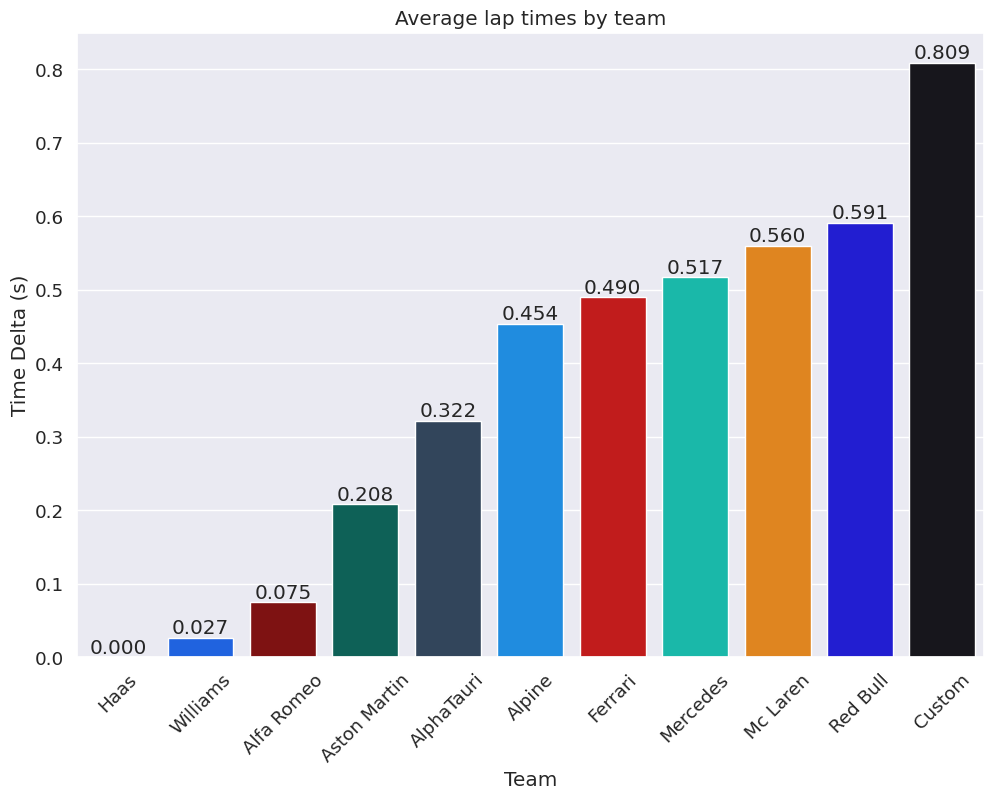 Average lap times by team
Time Delta (s)
0.8
0.7
0.6
0.5
0.4
0.3
0.2
0.1
0.0
0.000
0.027
0.075
0.208
0.322
0.454
0.490
0.517
0.560
0.591
0.809
Haas
Williams
Alfa Romeo
Aston Martin
AlphaTauri
Alpine
Ferrari
Mercedes
Mc Laren
Red Bull
Custom
Team